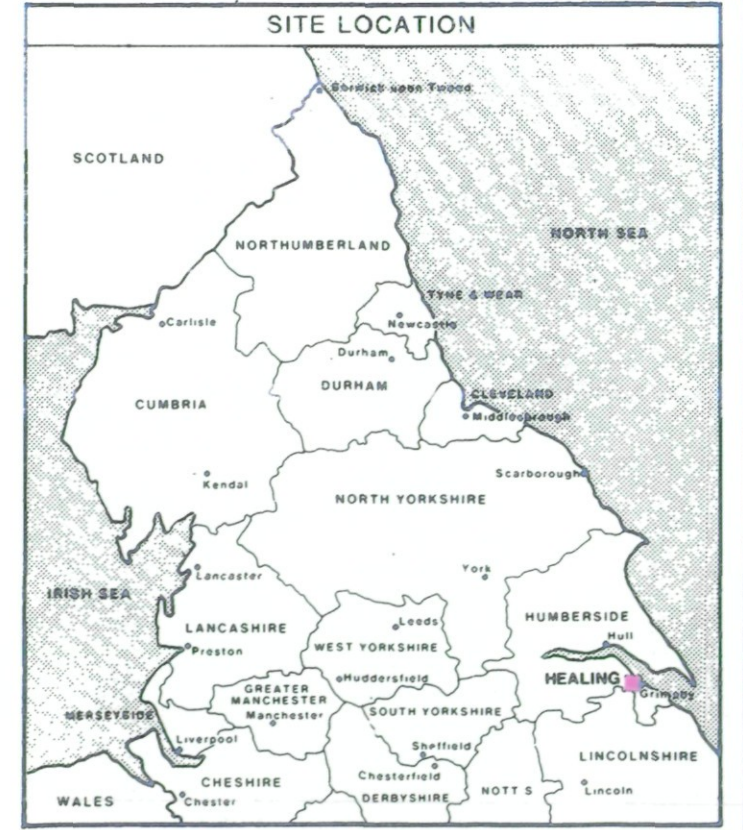 SITE LOCATION
Berwick upon Tweed
SCOTLAND
NORTH SEA
NORTHUMBERLAND
TYNE & WEAR
Carlisle
Newcastle
Durham
DURHAM
CLEVELAND
CUMBRIA
Middlesbrough
Scarborough
Kendal
NORTH YORKSHIRE
York
Lancaster
IRISH SEA
HUMBERSIDE
Leeds
LANCASHIRE
Hull
WEST YORKSHIRE
Preston
HEALING
Huddersfield
GREATER
MANCHESTER
Grimsby
SOUTH YORKSHIRE
MERSEYSIDE
Manchester
Liverpool
Sheffield
LINCOLNSHIRE
Chesterfield
CHESHIRE
NOTTS
Lincoln
DERBYSHIRE
WALES
Chester